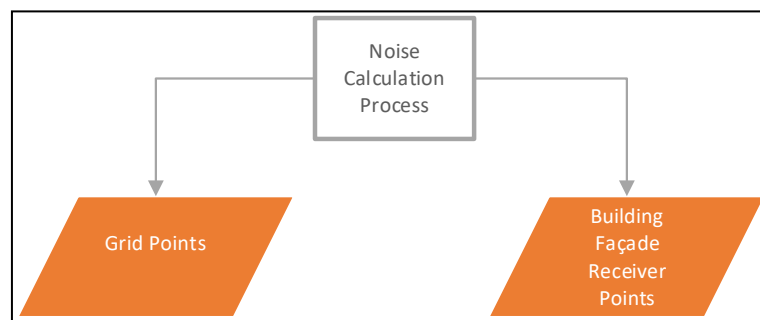 Noise
Calculation
Process
Grid Points
Building
Façade
Receiver
Points